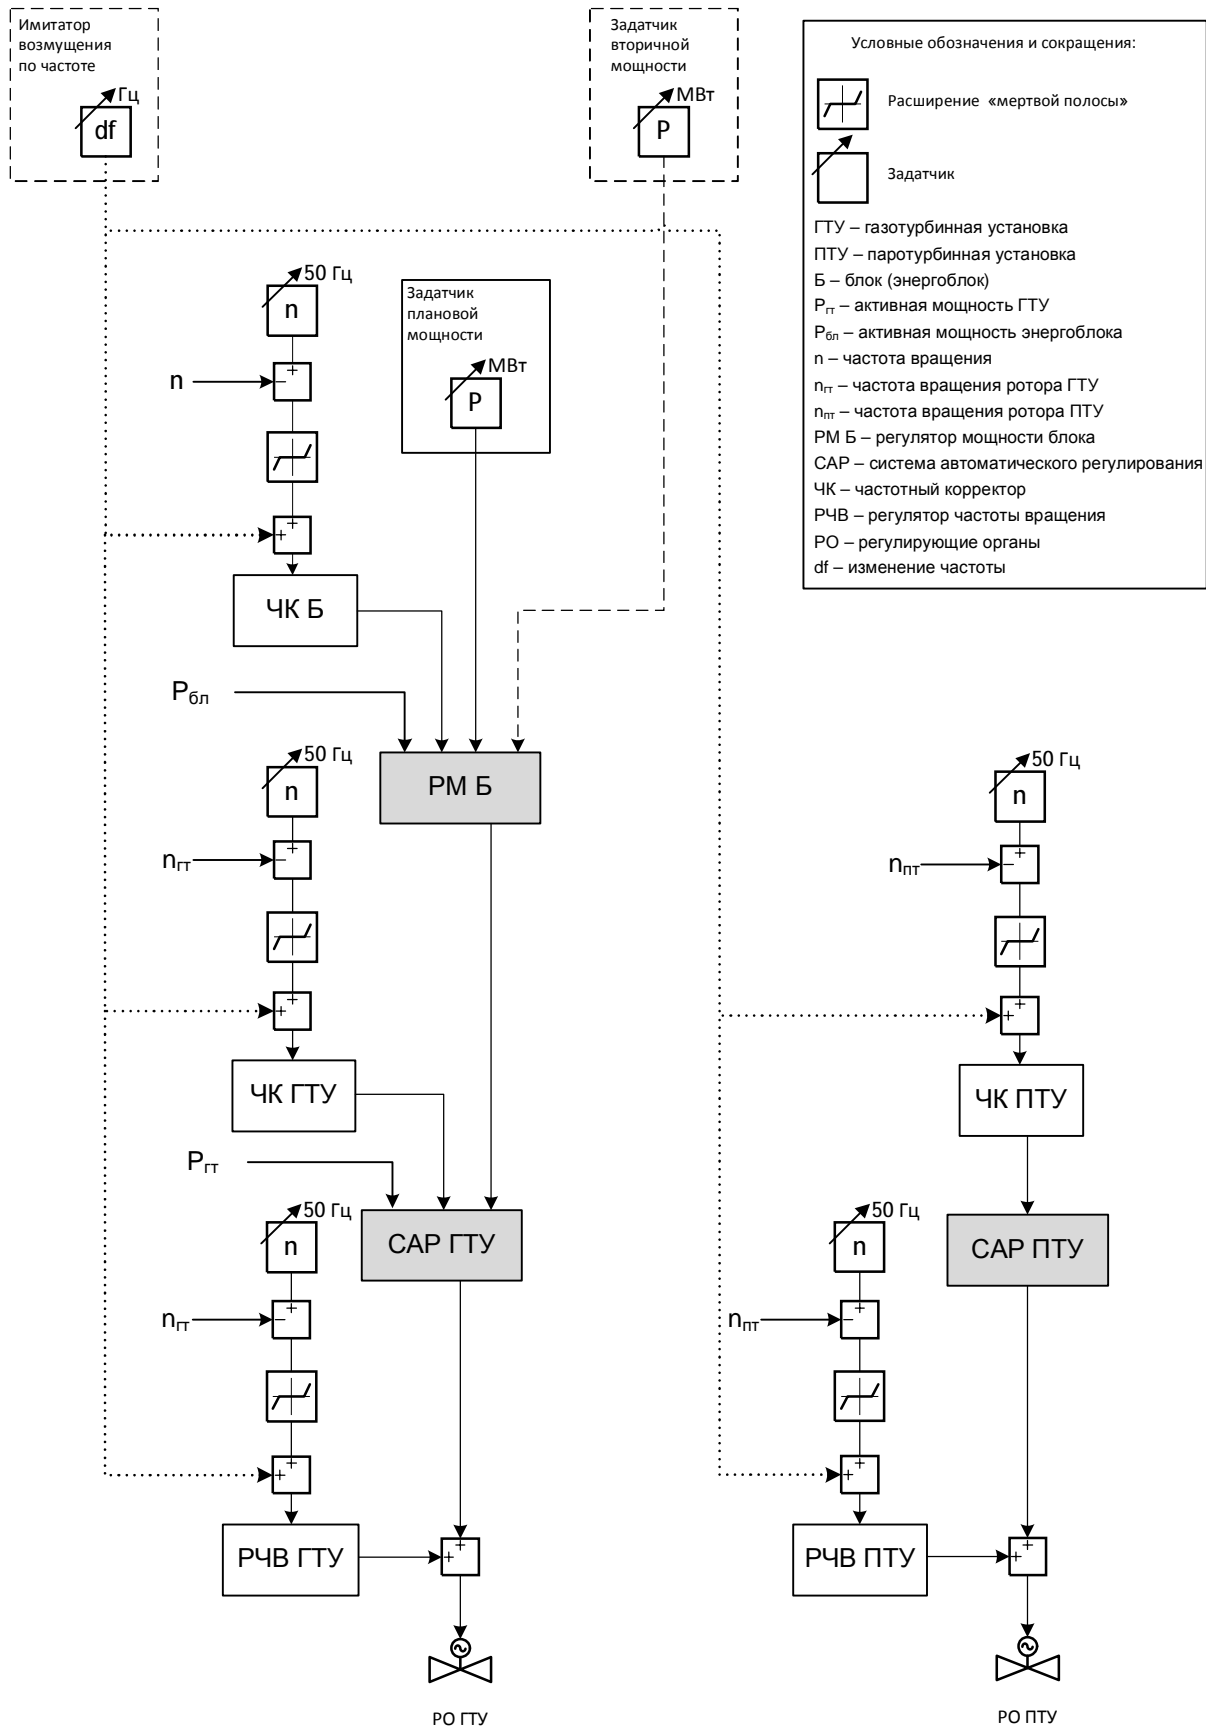 Имитатор
возмущения
по частоте
Гц
df
Задатчик
вторичной
мощности
МВт
P
Условные обозначения и сокращения:
Расширение «мертвой полосы»
Задатчик
ГТУ – газотурбинная установка
ПТУ – паротурбинная установка
Б – блок (энергоблок)
Pгт – активная мощность ГТУ
Pбл – активная мощность энергоблока
n – частота вращения
nгт – частота вращения ротора ГТУ
nпт – частота вращения ротора ПТУ
РМ Б – регулятор мощности блока
САР – система автоматического регулирования
ЧК – частотный корректор
РЧВ – регулятор частоты вращения
РО – регулирующие органы
df – изменение частоты
50 Гц
n
n
+
−
+
+
ЧК Б
Задатчик
плановой
мощности
МВт
P
Pбл
РМ Б
50 Гц
n
nгт
+
−
+
+
ЧК ГТУ
50 Гц
n
nпт
+
−
+
+
ЧК ПТУ
Pгт
САР ГТУ
50 Гц
n
nгт
+
−
+
+
РЧВ ГТУ
+
+
РО ГТУ
САР ПТУ
50 Гц
n
nпт
+
−
+
+
РЧВ ПТУ
+
+
РО ПТУ